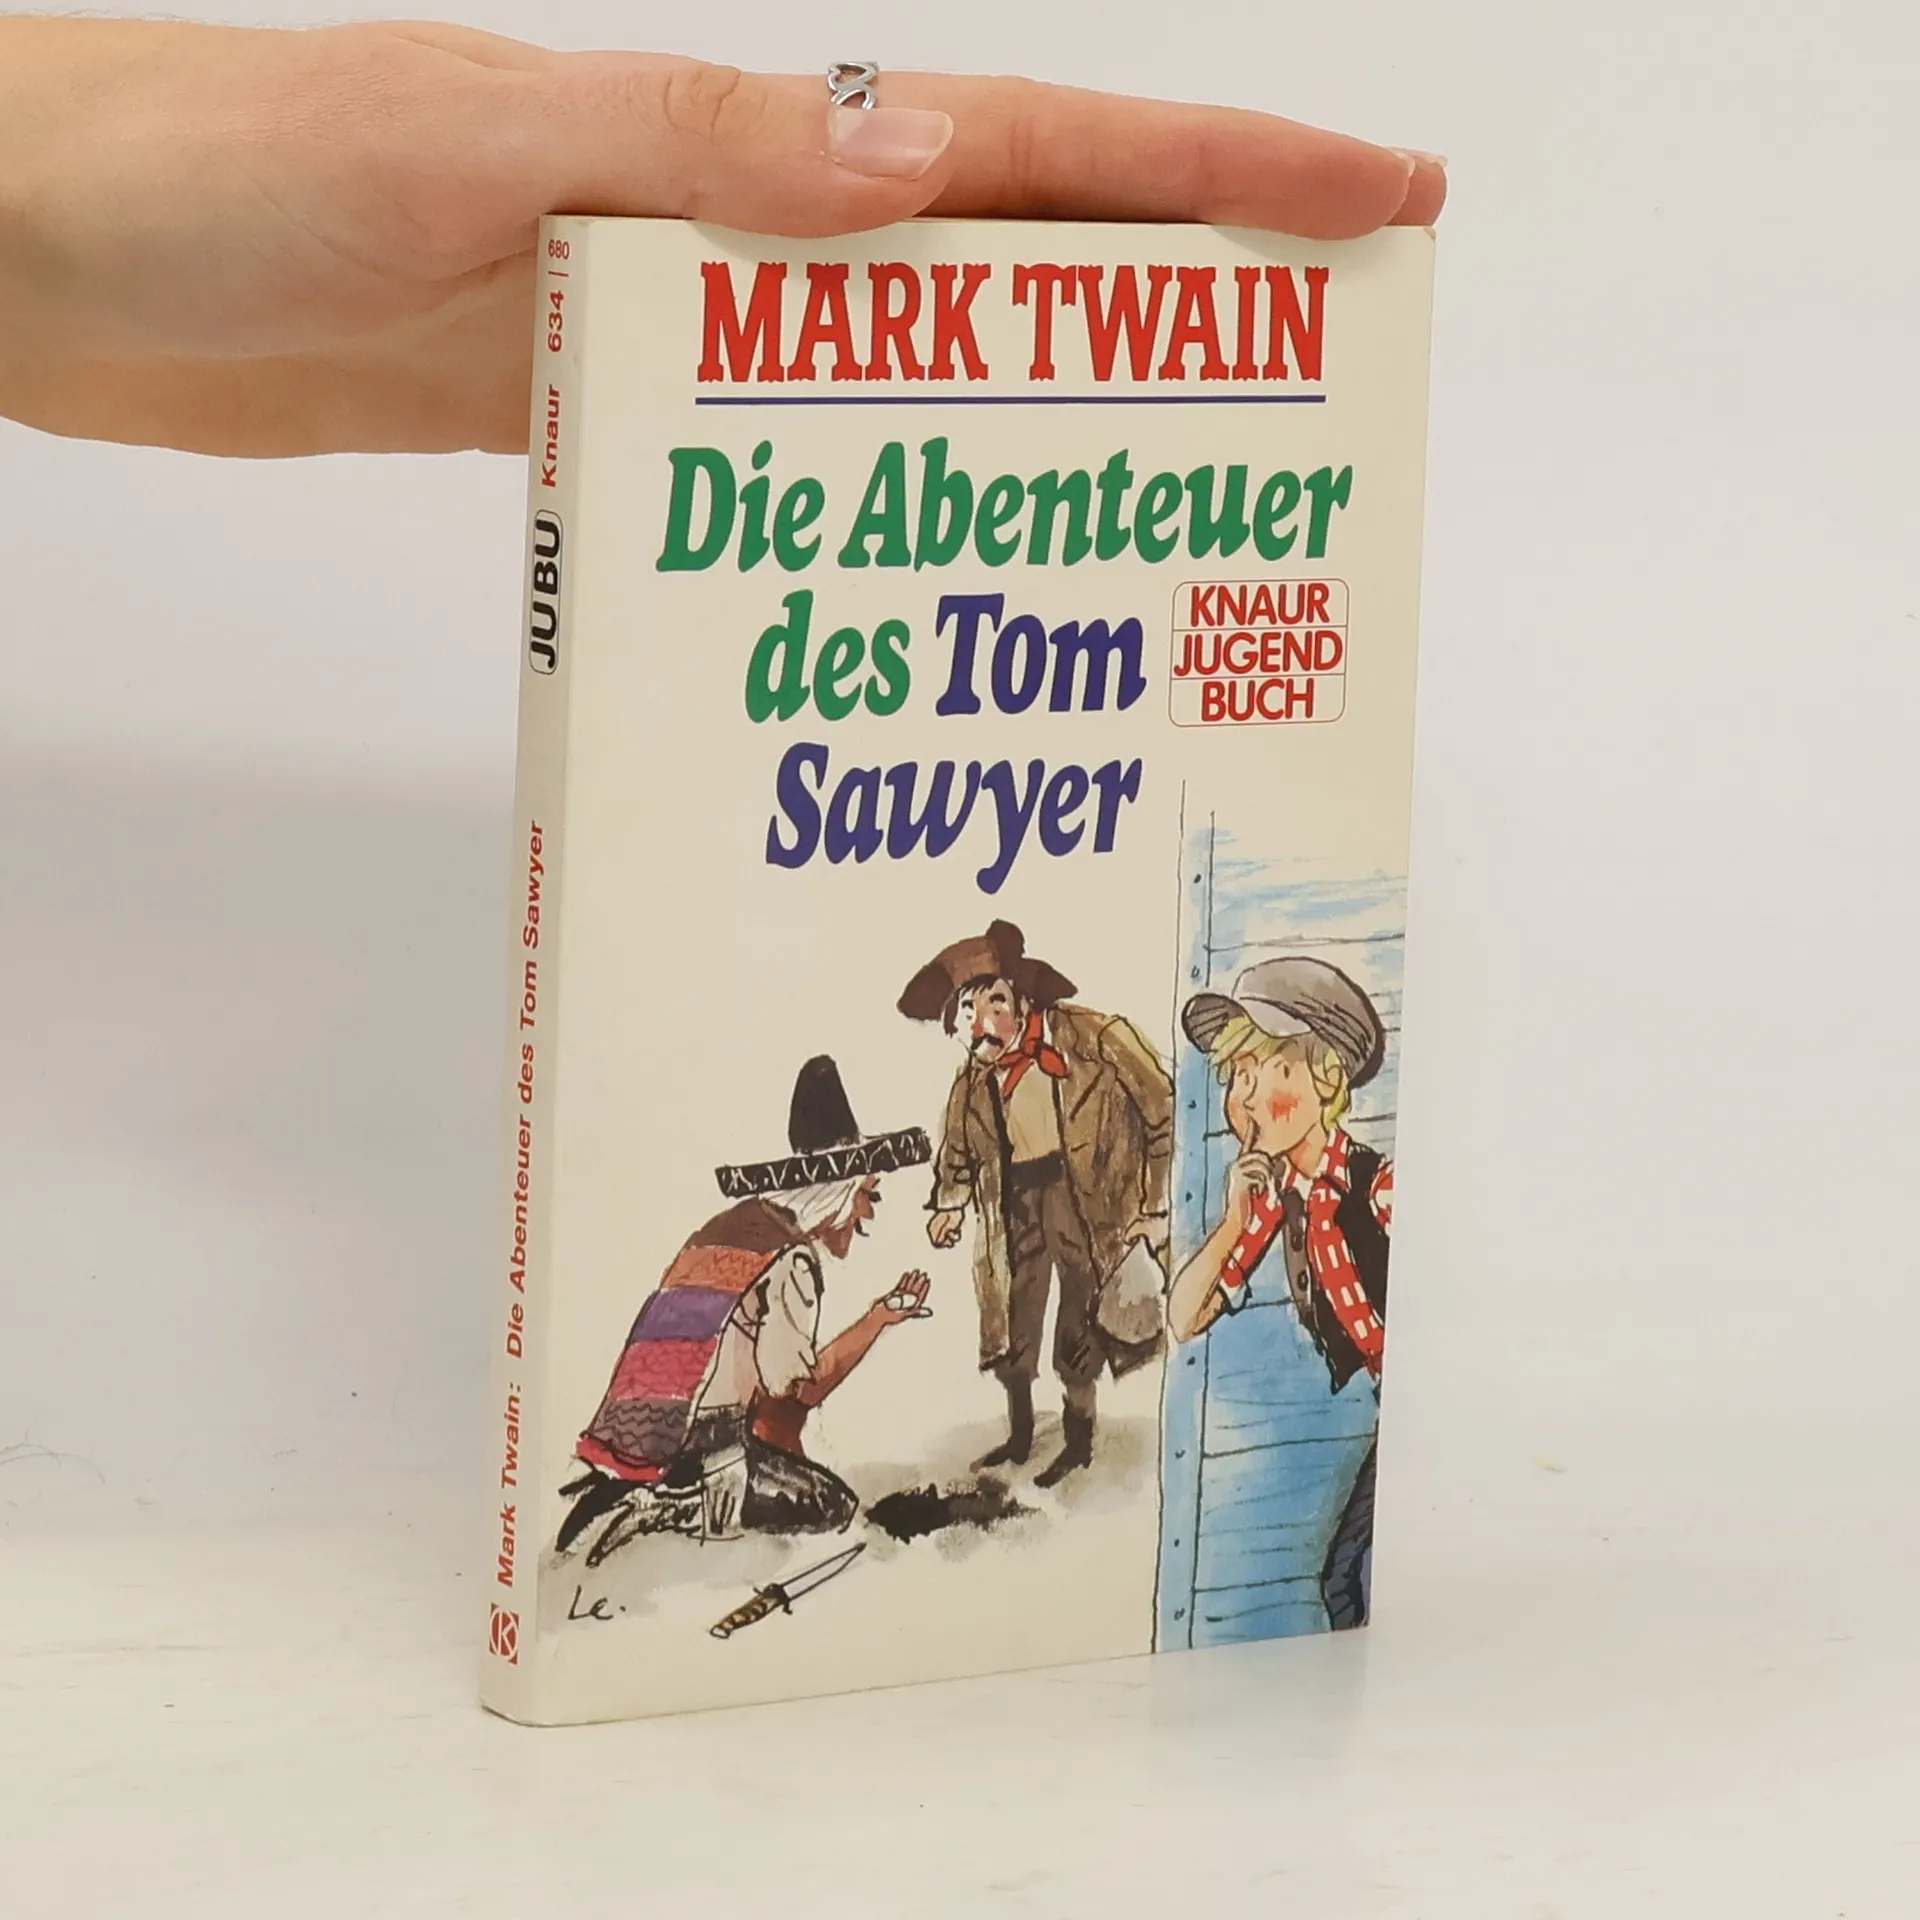 MARK TWAIN
Die Abenteuer
des Tom
Sawyer
KNAUR
JUGEND
BUCH
Le.
Mark Twain: Die Abenteuer des Tom Sawyer JUBU Knaur 634 | 680